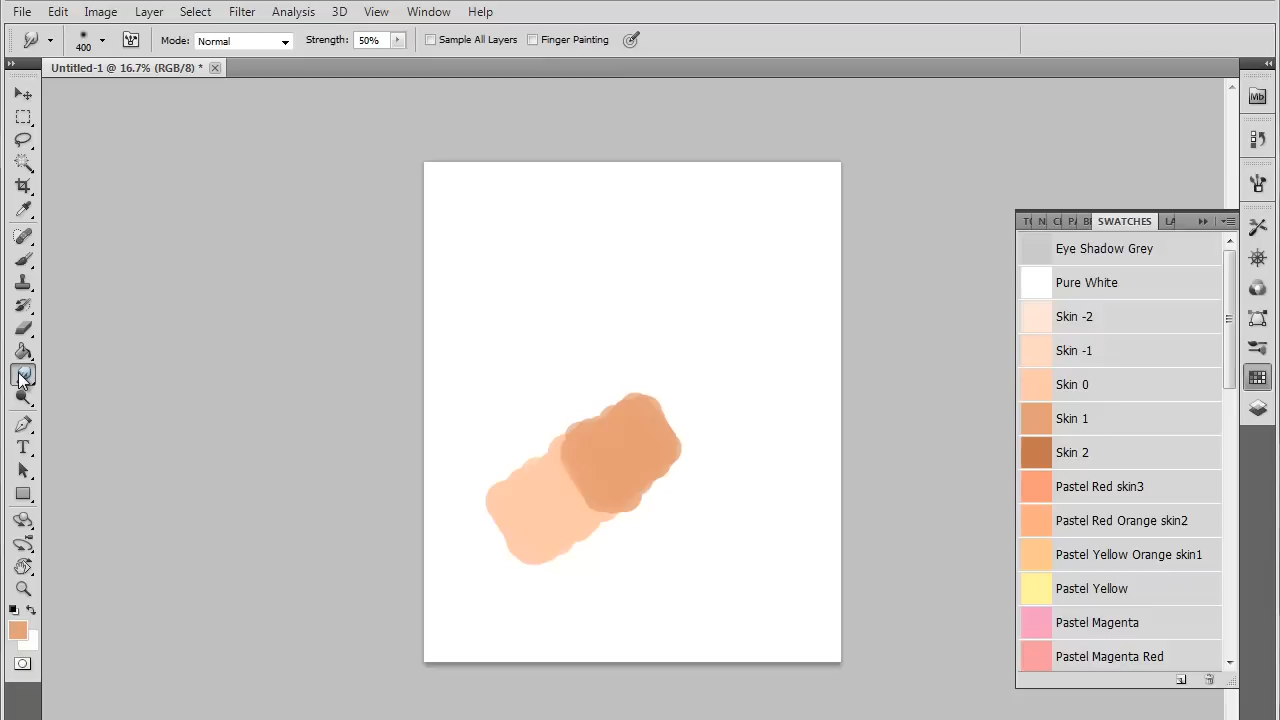 File Edit Image Layer Select Filter Analysis 3D View Window Help
400 Mode: Normal Strength: 50% Sample All Layers Finger Painting
Untitled-1 @ 16.7% (RGB/8) *
Mb
SWATCHES
Eye Shadow Grey
Pure White
Skin -2
Skin -1
Skin 0
Skin 1
Skin 2
Pastel Red skin3
Pastel Red Orange skin2
Pastel Yellow Orange skin1
Pastel Yellow
Pastel Magenta
Pastel Magenta Red
T